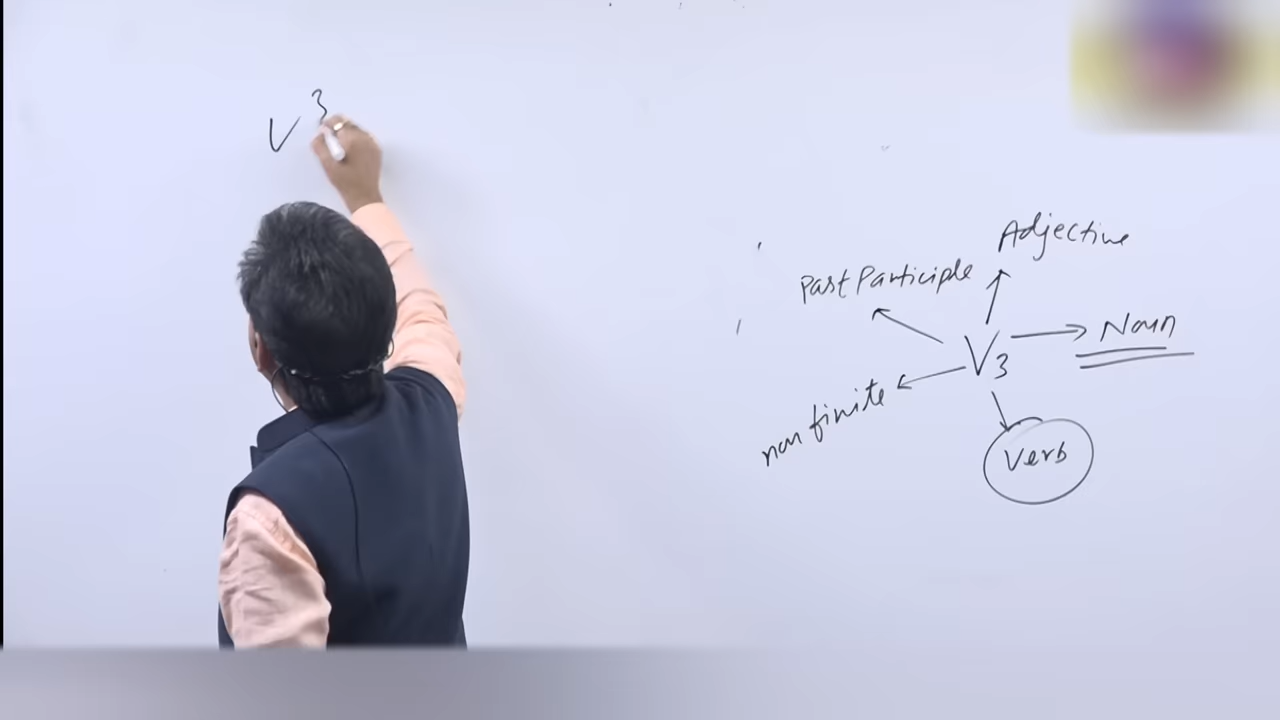 V3
Adjective
Past Participle
Noun
V3
non finite
Verb